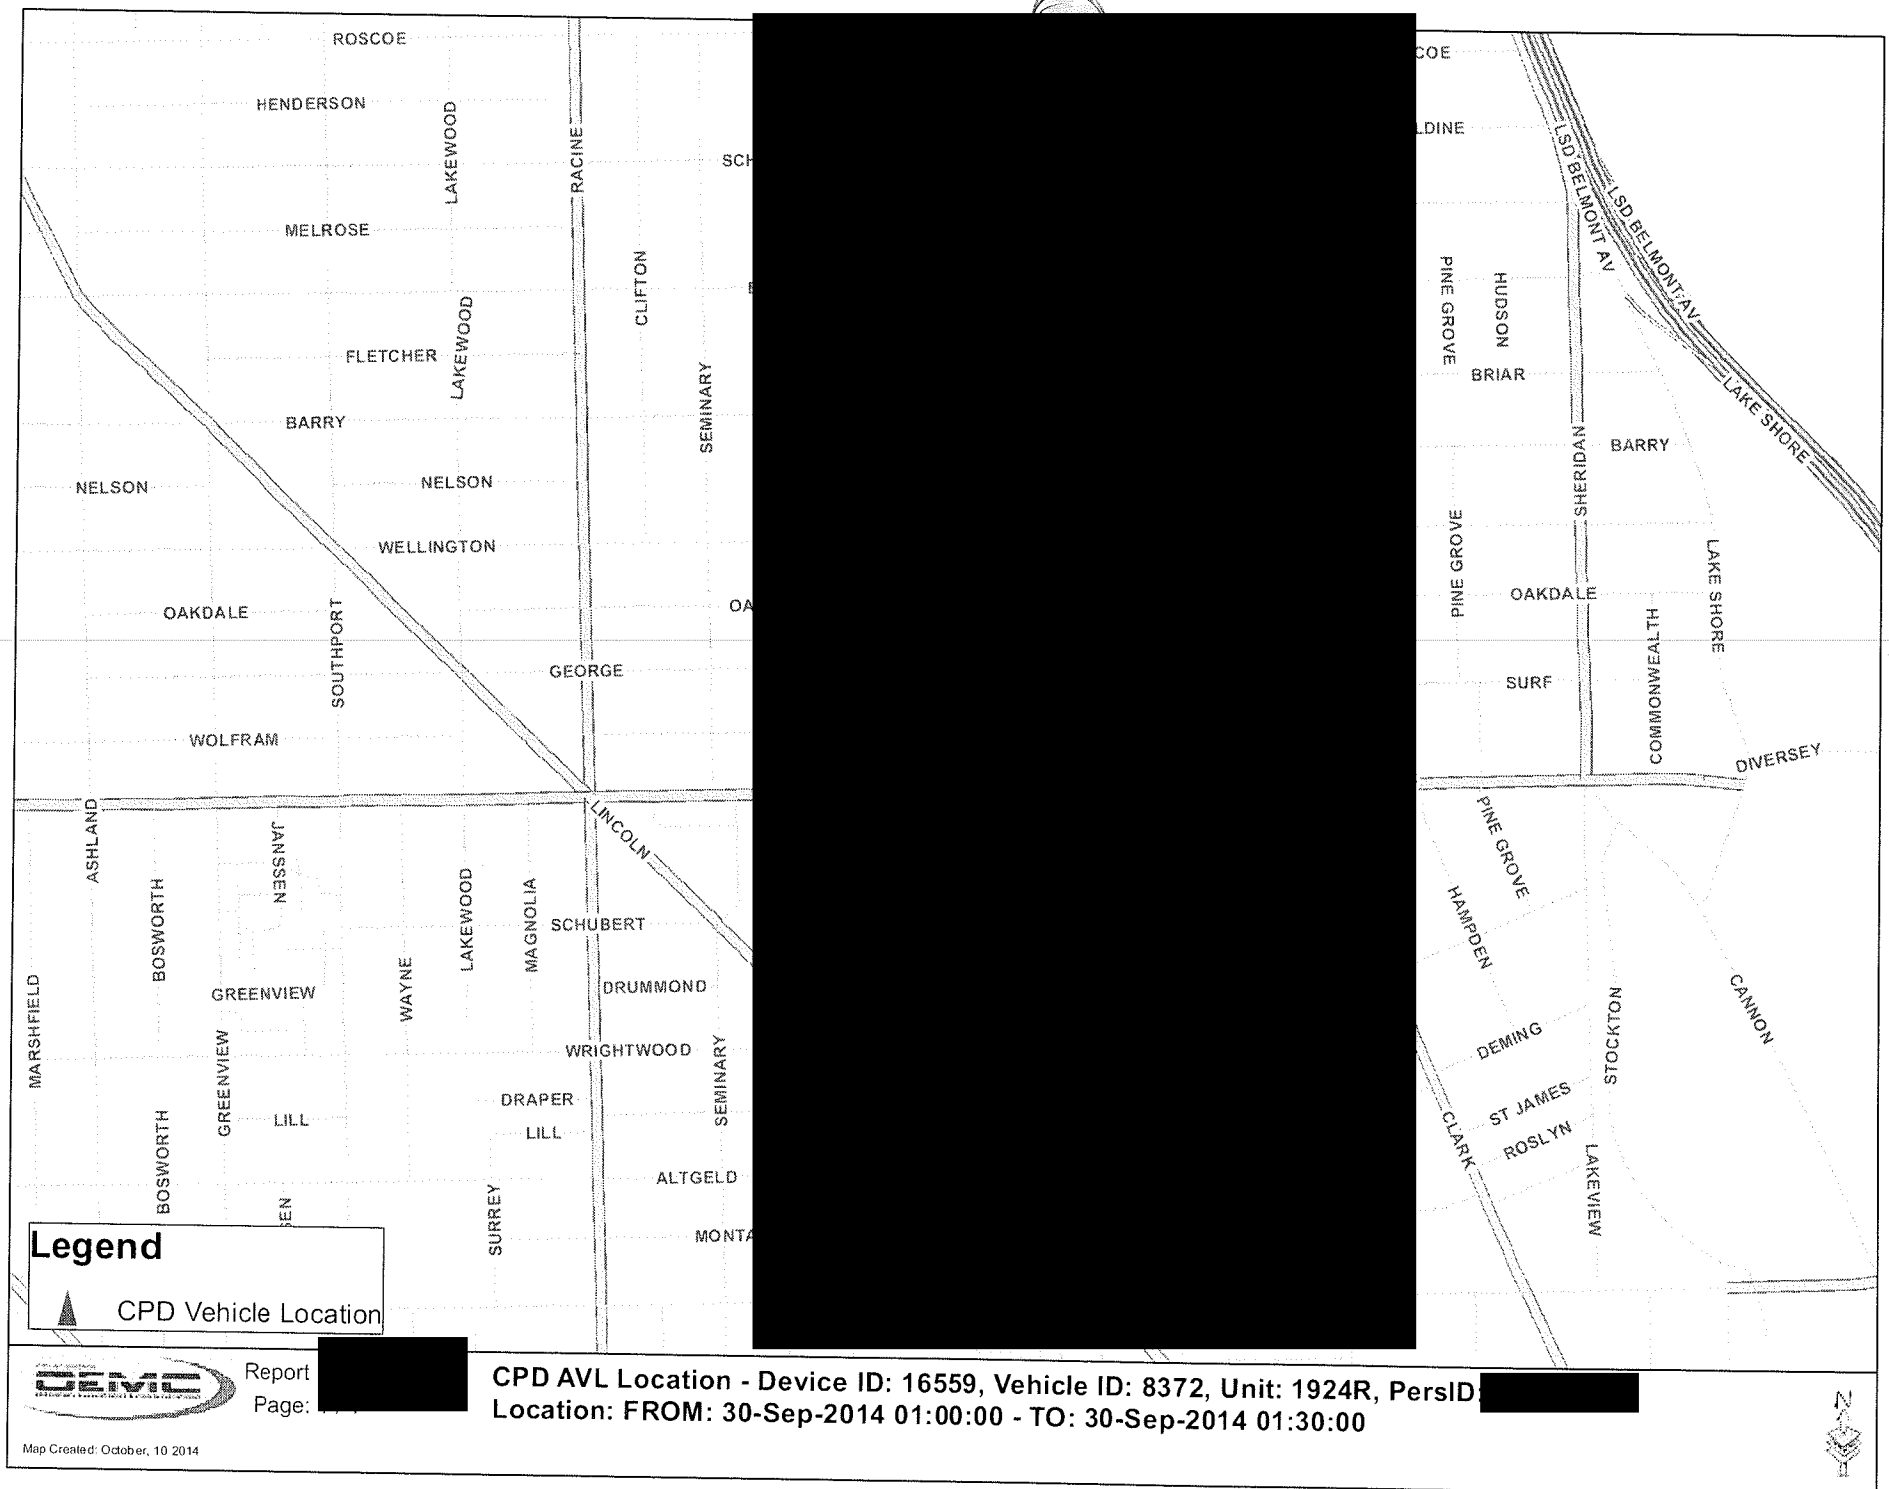 ROSCOE
COE
HENDERSON
LAKEWOOD
RACINE
LDINE
SCH
LSD BELMONT AV
LSD BELMONT AV
MELROSE
CLIFTON
PINE GROVE
HUDSON
FLETCHER
LAKEWOOD
SEMINARY
BRIAR
LAKE SHORE
BARRY
SHERIDAN
BARRY
NELSON
NELSON
WELLINGTON
PINE GROVE
LAKE SHORE
OAKDALE
SOUTHPORT
OA
OAKDALE
COMMONWEALTH
GEORGE
SURF
WOLFRAM
DIVERSEY
ASHLAND
JANSSEN
LINCOLN
PINE GROVE
BOSWORTH
LAKEWOOD
MAGNOLIA
SCHUBERT
HAMPDEN
MARSHFIELD
GREENVIEW
WAYNE
DRUMMOND
STOCKTON
CANNON
GREENVIEW
WRIGHTWOOD
SEMINARY
DEMING
DRAPER
ST JAMES
BOSWORTH
LILL
LILL
CLARK
ROSLYN
LAKEVIEW
SEN
SURREY
ALTGELD
MONTA
Legend
CPD Vehicle Location
OEMC
Report
Page:
CPD AVL Location - Device ID: 16559, Vehicle ID: 8372, Unit: 1924R, PersID:
Location: FROM: 30-Sep-2014 01:00:00 - TO: 30-Sep-2014 01:30:00
Map Created: October, 10 2014
N